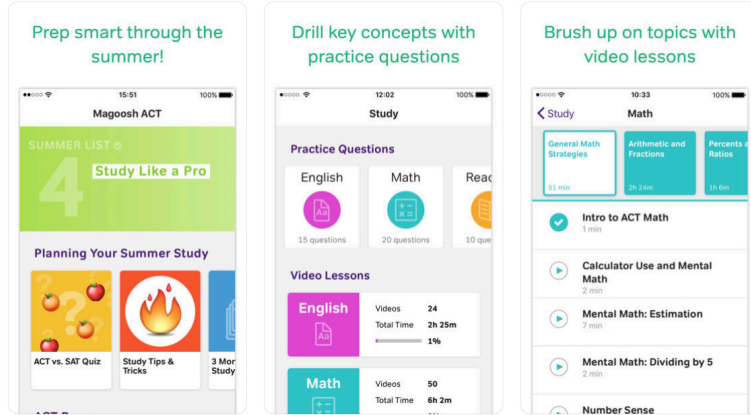 Prep smart through the
summer!
15:51
100%
Magoosh ACT
SUMMER LIST
4
Study Like a Pro
Planning Your Summer Study
ACT vs. SAT Quiz
Study Tips &
Tricks
3 Mon
Study
Drill key concepts with
practice questions
12:02
100%
Study
Practice Questions
English
Aa
15 questions
Math
20 questions
Read
10 que
Video Lessons
English
Aa
Videos 24
Total Time 2h 25m
1%
Math
Videos 50
Total Time 6h 2m
Brush up on topics with
video lessons
10:33
100%
Study
Math
General Math
Strategies
51 min
Arithmetic and
Fractions
2h 24m
Percents a
Ratios
1h 6m
Intro to ACT Math
1 min
Calculator Use and Mental
Math
2 min
Mental Math: Estimation
7 min
Mental Math: Dividing by 5
2 min
Number Sense